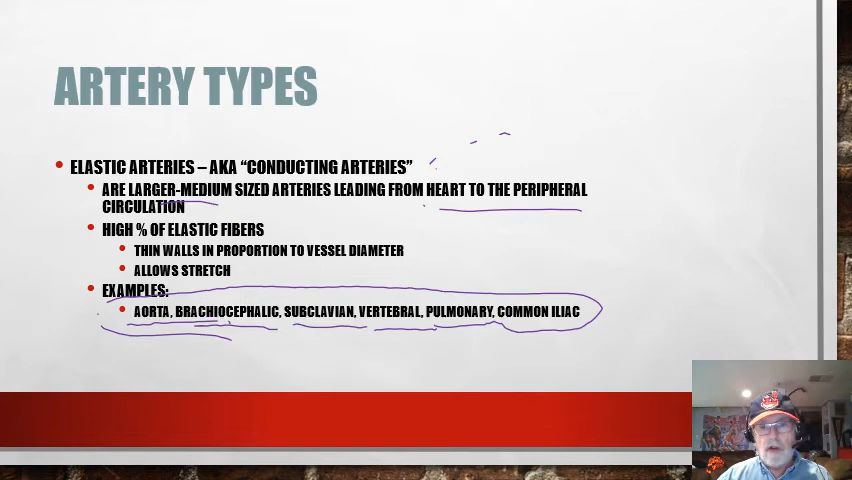 ARTERY TYPES
ELASTIC ARTERIES – AKA “CONDUCTING ARTERIES”
ARE LARGER-MEDIUM SIZED ARTERIES LEADING FROM HEART TO THE PERIPHERAL
CIRCULATION
HIGH % OF ELASTIC FIBERS
THIN WALLS IN PROPORTION TO VESSEL DIAMETER
ALLOWS STRETCH
EXAMPLES:
AORTA, BRACHIOCEPHALIC, SUBCLAVIAN, VERTEBRAL, PULMONARY, COMMON ILIAC